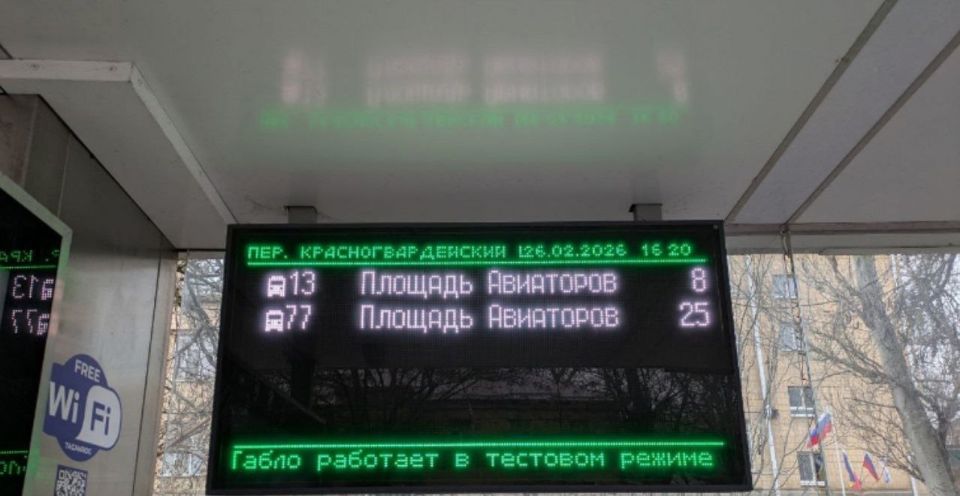 ПЕР. КРАСНОГВАРДЕЙСКИЙ 26.02.2026 16 20
13 Площадь Авиаторов 8
77 Площадь Авиаторов 25
Табло работает в тестовом режиме
FREE
Wi Fi
TAGANROG